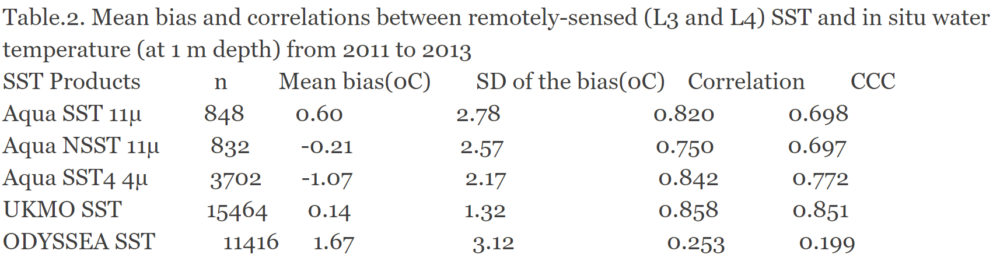 Table.2. Mean bias and correlations between remotely-sensed (L3 and L4) SST and in situ water
temperature (at 1 m depth) from 2011 to 2013
SST Products n Mean bias(0C) SD of the bias(0C) Correlation CCC
Aqua SST 11μ 848 0.60 2.78 0.820 0.698
Aqua NSST 11μ 832 -0.21 2.57 0.750 0.697
Aqua SST4 4μ 3702 -1.07 2.17 0.842 0.772
UKMO SST 15464 0.14 1.32 0.858 0.851
ODYSSEA SST 11416 1.67 3.12 0.253 0.199